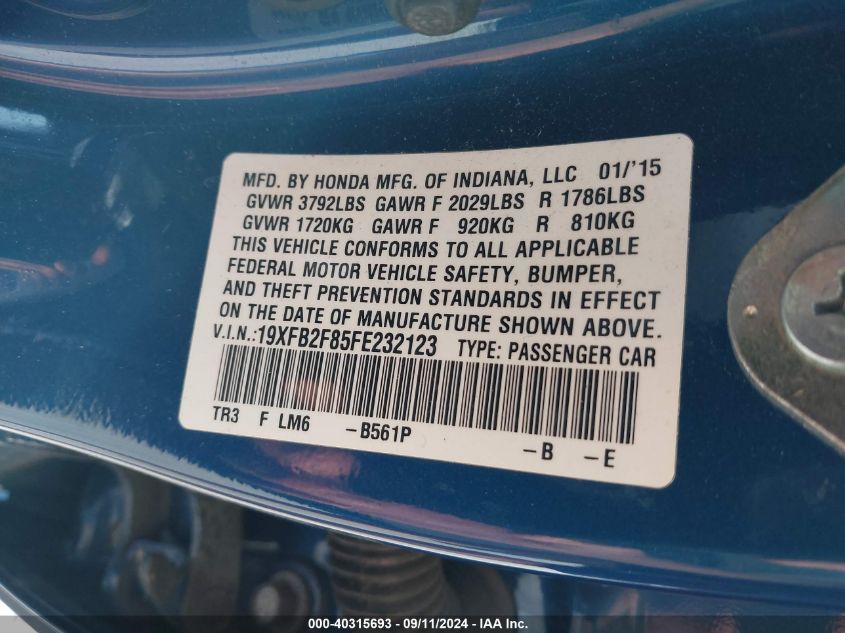 MFD. BY HONDA MFG. OF INDIANA, LLC 01/'15
GVWR 3792LBS GAWR F 2029LBS R 1786LBS
GVWR 1720KG GAWR F 920KG R 810KG
THIS VEHICLE CONFORMS TO ALL APPLICABLE
FEDERAL MOTOR VEHICLE SAFETY, BUMPER,
AND THEFT PREVENTION STANDARDS IN EFFECT
ON THE DATE OF MANUFACTURE SHOWN ABOVE.
V.I.N.:19XFB2F85FE232123 TYPE: PASSENGER CAR
TR3 F LM6 -B561P -B -E
000-40315693 - 09/11/2024 - IAA Inc.